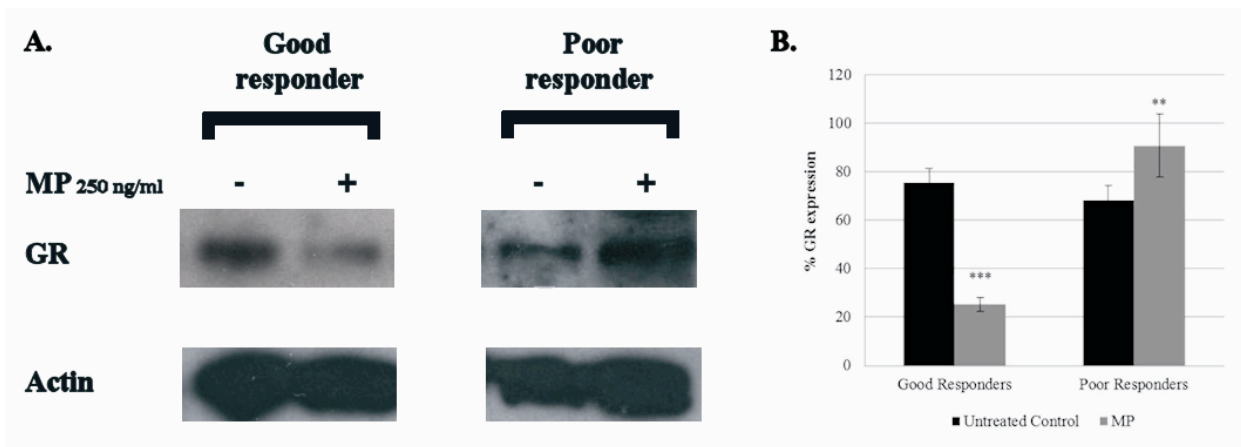 A.
Good
responder
Poor
responder
MP 250 ng/ml - + - +
GR
Actin
B.
120
100
80
60
40
20
0
% GR expression
***
**
Good Responders
Poor Responders
Untreated Control
MP